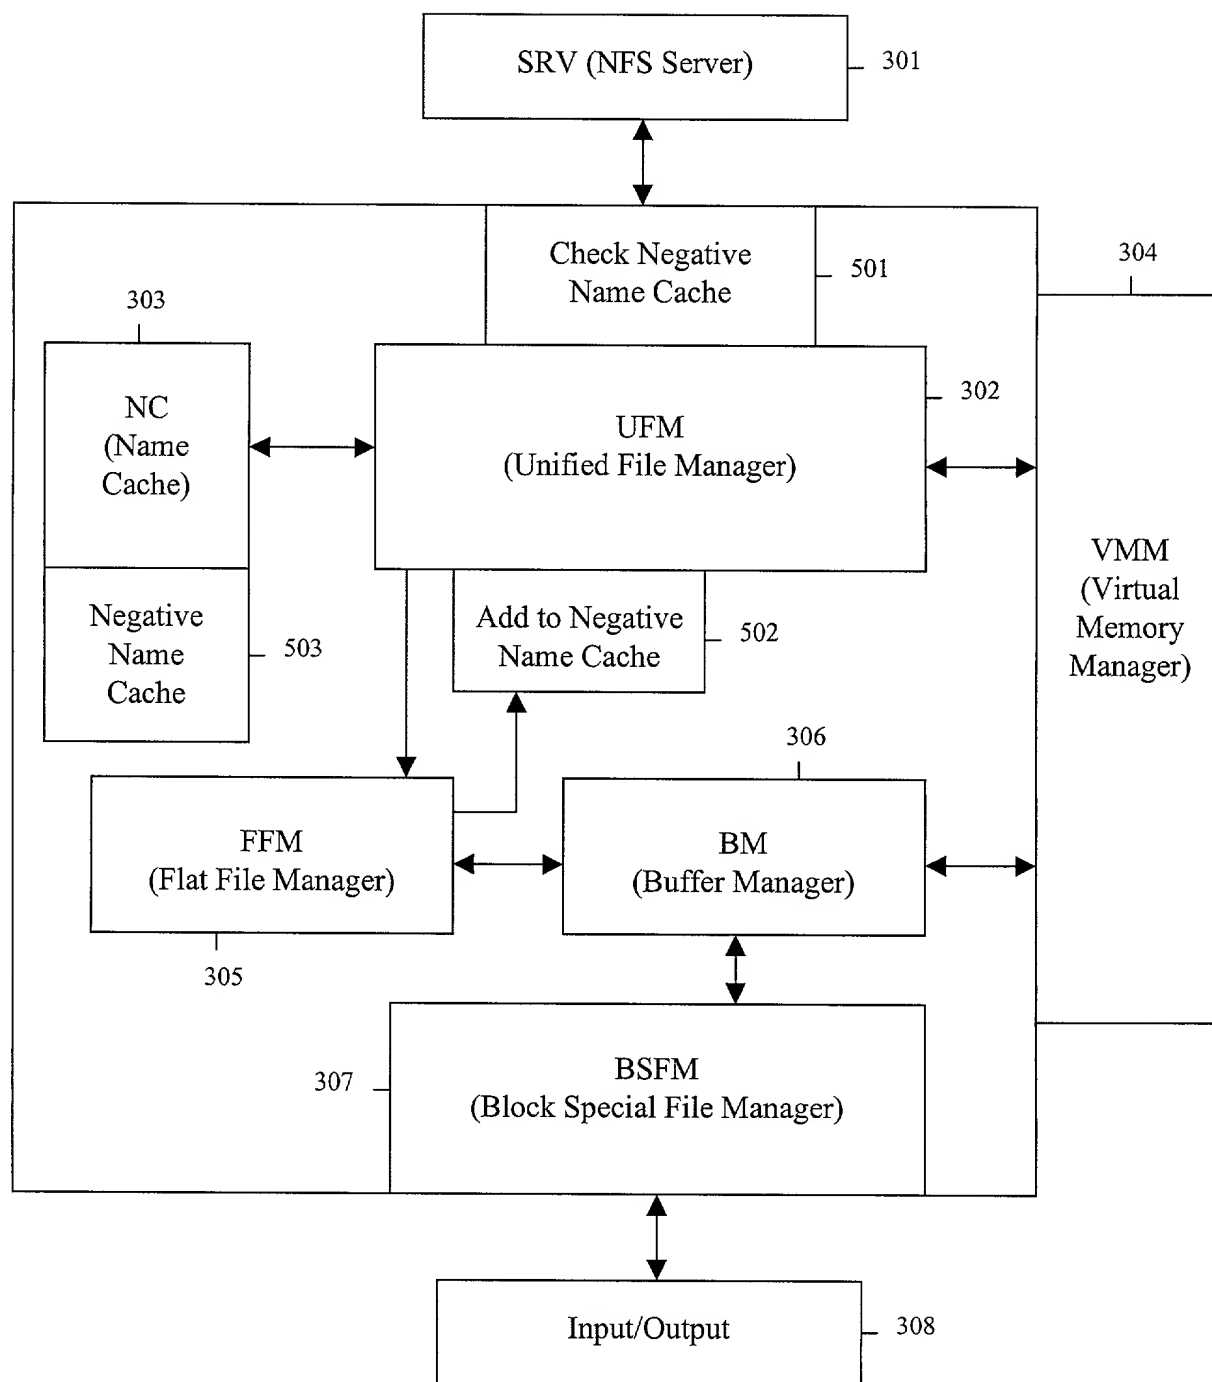 SRV (NFS Server)
301
Check Negative
Name Cache
501
304
303
NC
(Name
Cache)
UFM
(Unified File Manager)
302
VMM
(Virtual
Memory
Manager)
Negative
Name
Cache
503
Add to Negative
Name Cache
502
306
FFM
(Flat File Manager)
BM
(Buffer Manager)
305
307
BSFM
(Block Special File Manager)
Input/Output
308